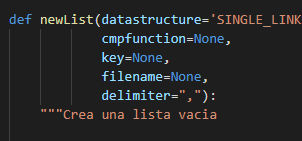 def newList(datastructure='SINGLE_LINK
cmpfunction=None,
key=None,
filename=None,
delimiter=","):
"""Crea una lista vacia